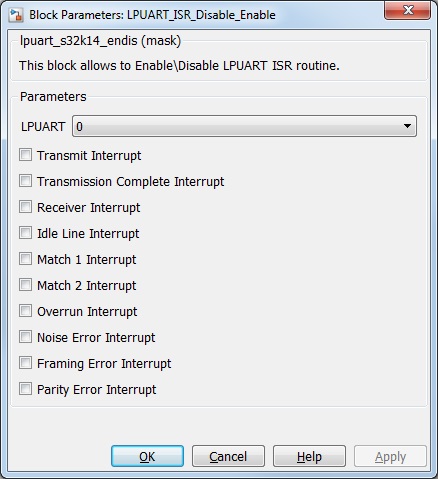 Block Parameters: LPUART_ISR_Disable_Enable
lpuart_s32k14_endis (mask)
This block allows to Enable\Disable LPUART ISR routine.
Parameters
LPUART 0
Transmit Interrupt
Transmission Complete Interrupt
Receiver Interrupt
Idle Line Interrupt
Match 1 Interrupt
Match 2 Interrupt
Overrun Interrupt
Noise Error Interrupt
Framing Error Interrupt
Parity Error Interrupt
OK Cancel Help Apply